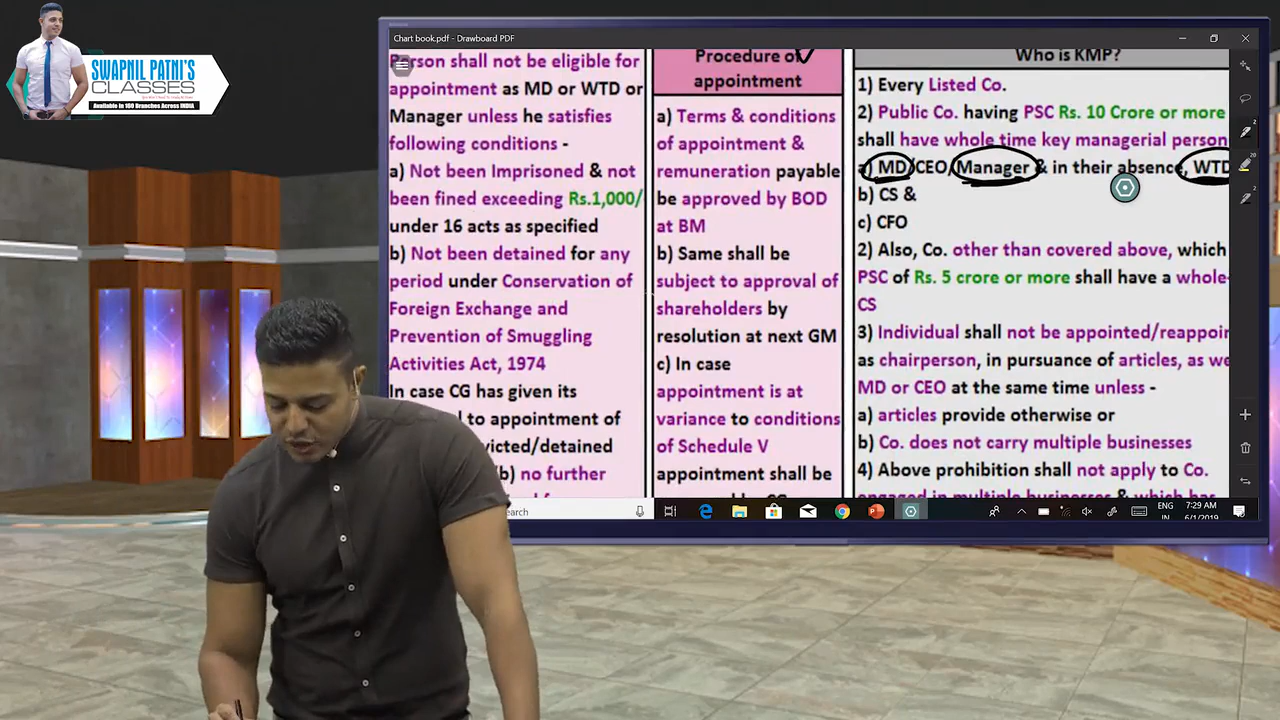 SWAPNIL PATNI'S
CLASSES
Available in 100 Branches Across INDIA
Chart book.pdf - Drawboard PDF
Person shall not be eligible for
appointment as MD or WTD or
Manager unless he satisfies
following conditions -
a) Not been Imprisoned & not
been fined exceeding Rs.1,000/
under 16 acts as specified
b) Not been detained for any
period under Conservation of
Foreign Exchange and
Prevention of Smuggling
Activities Act, 1974
In case CG has given its
to appointment of
(b) no further
Procedure of
appointment
a) Terms & conditions
of appointment &
remuneration payable
be approved by BOD
at BM
b) Same shall be
subject to approval of
shareholders by
resolution at next GM
c) In case
appointment is at
variance to conditions
of Schedule V
appointment shall be
Who is KMP?
1) Every Listed Co.
2) Public Co. having PSC Rs. 10 Crore or more
shall have whole time key managerial person
a) MD/CEO/Manager & in their absence, WTD
b) CS &
c) CFO
2) Also, Co. other than covered above, which
PSC of Rs. 5 crore or more shall have a whole-
CS
3) Individual shall not be appointed/reappoin
as chairperson, in pursuance of articles, as we
MD or CEO at the same time unless -
a) articles provide otherwise or
b) Co. does not carry multiple businesses
4) Above prohibition shall not apply to Co.
engaged in multiple businesses & which has
earch
ENG
IN
7:29 AM
6/1/2019